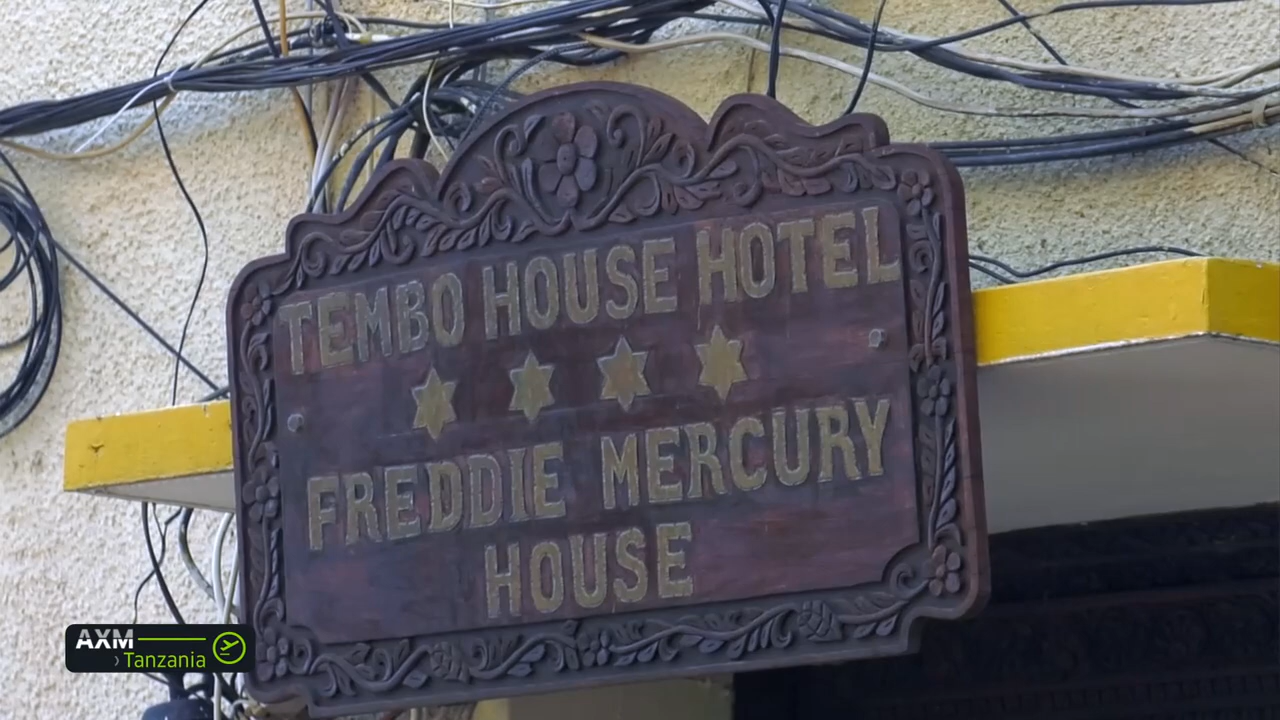 TEMBO HOUSE HOTEL
FREDDIE MERCURY
HOUSE
AXM
Tanzania